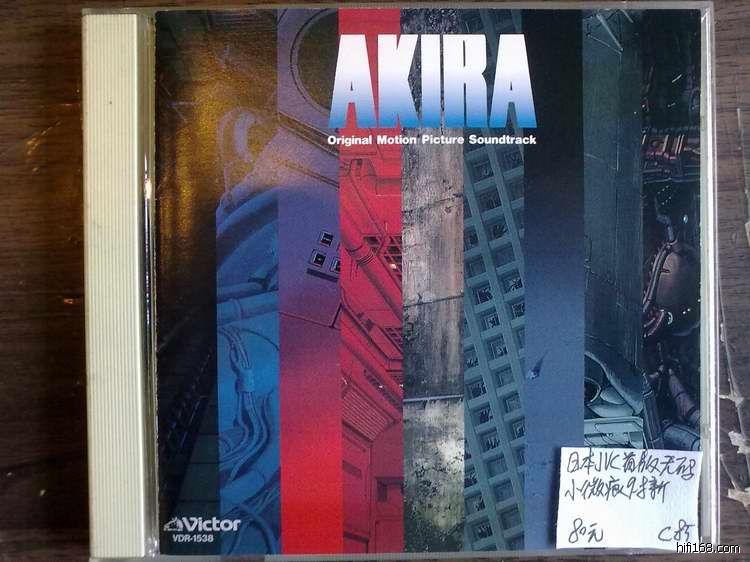 AKIRA
Original Motion Picture Soundtrack
日本JVC首版无码
小微痕95新
80元 C85
Victor
VDR-1538
hifi168.com